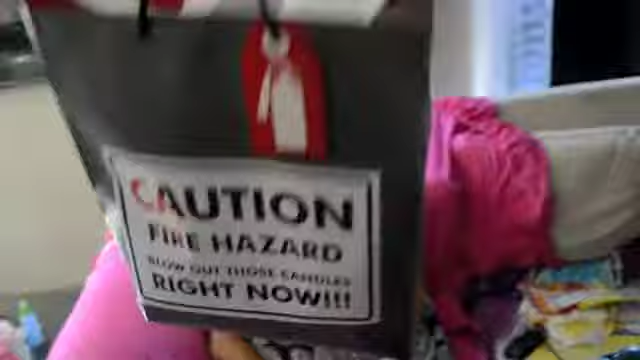 CAUTION
FIRE HAZARD
BLOW OUT THOSE CANDLES
RIGHT NOW!!!